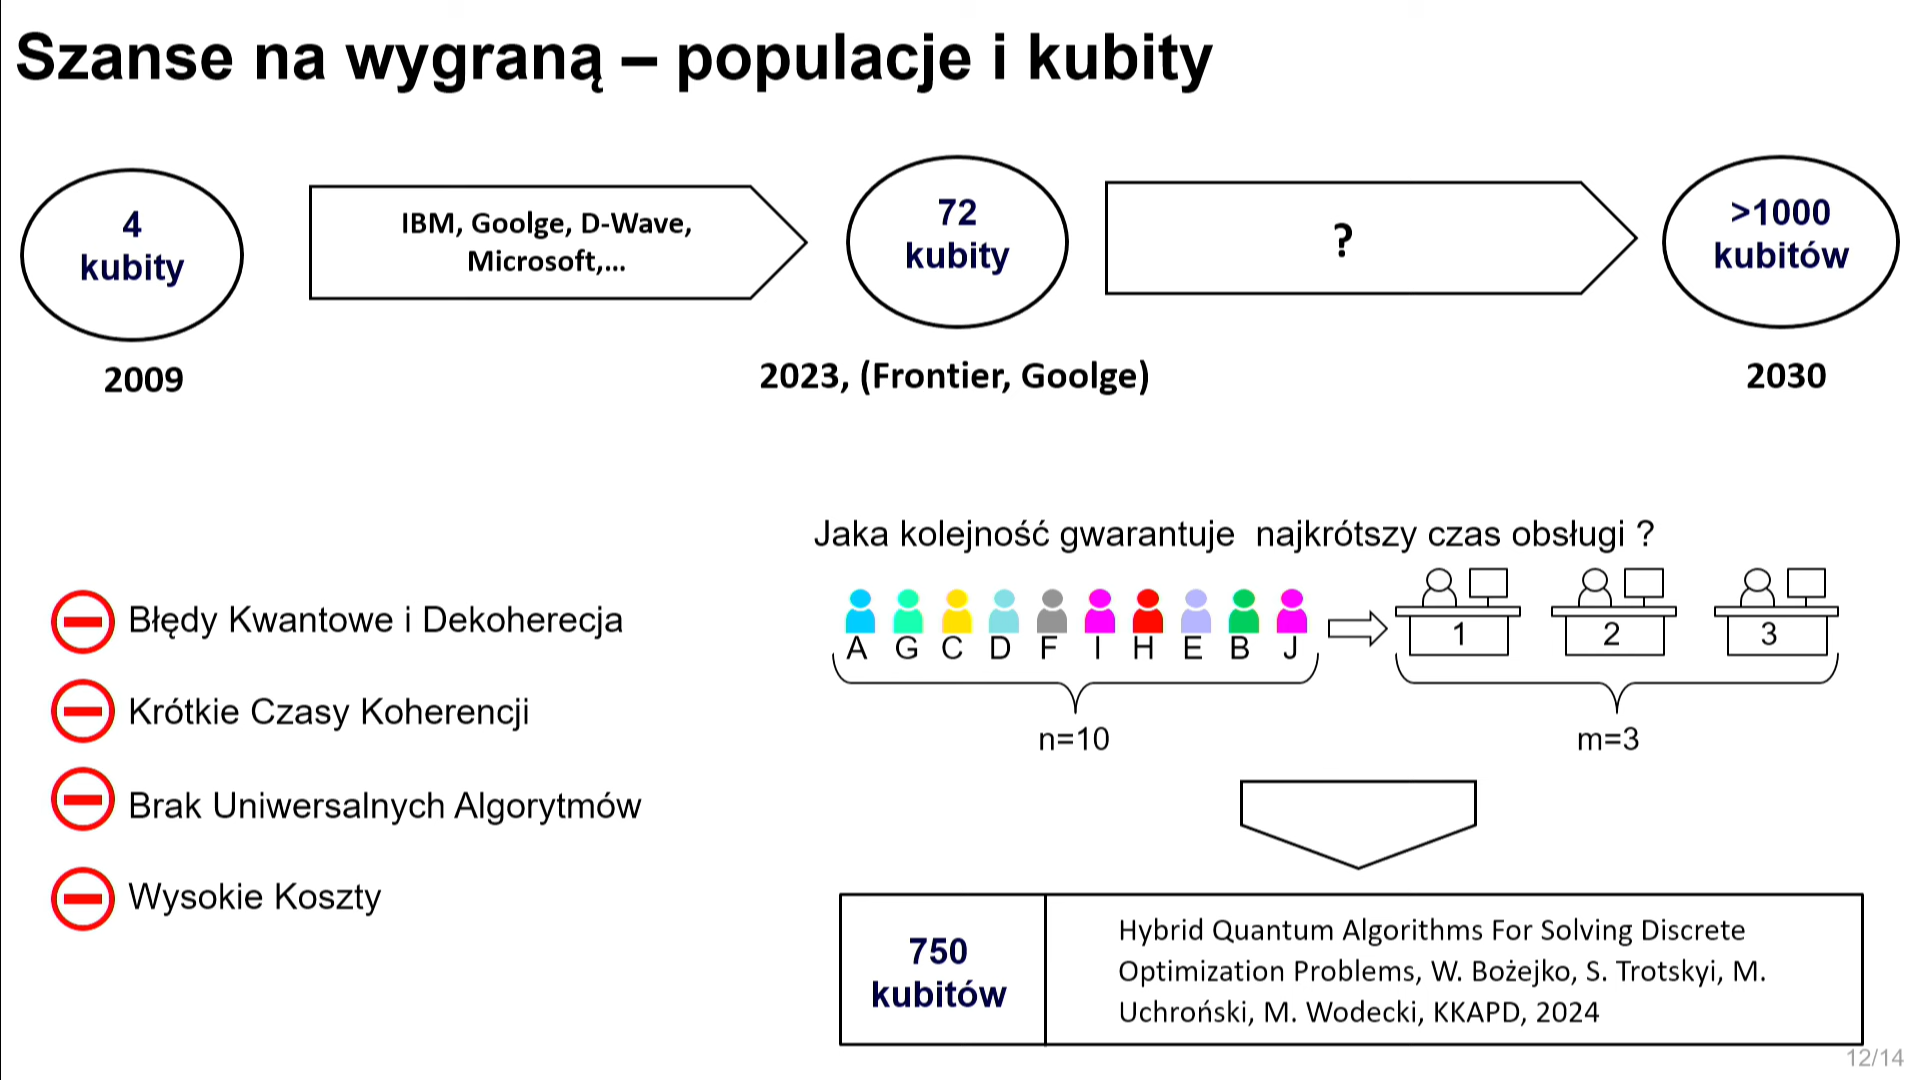 Szanse na wygraną – populacje i kubity
4
kubity
IBM, Goolge, D-Wave,
Microsoft,...
72
kubity
?
>1000
kubitów
2009
2023, (Frontier, Goolge)
2030
Błędy Kwantowe i Dekoherecja
Krótkie Czasy Koherencji
Brak Uniwersalnych Algorytmów
Wysokie Koszty
Jaka kolejność gwarantuje najkrótszy czas obsługi ?
A G C D F I H E B J
1 2 3
n=10
m=3
750
kubitów
Hybrid Quantum Algorithms For Solving Discrete
Optimization Problems, W. Bożejko, S. Trotskyi, M.
Uchroński, M. Wodecki, KKAPD, 2024
12/14